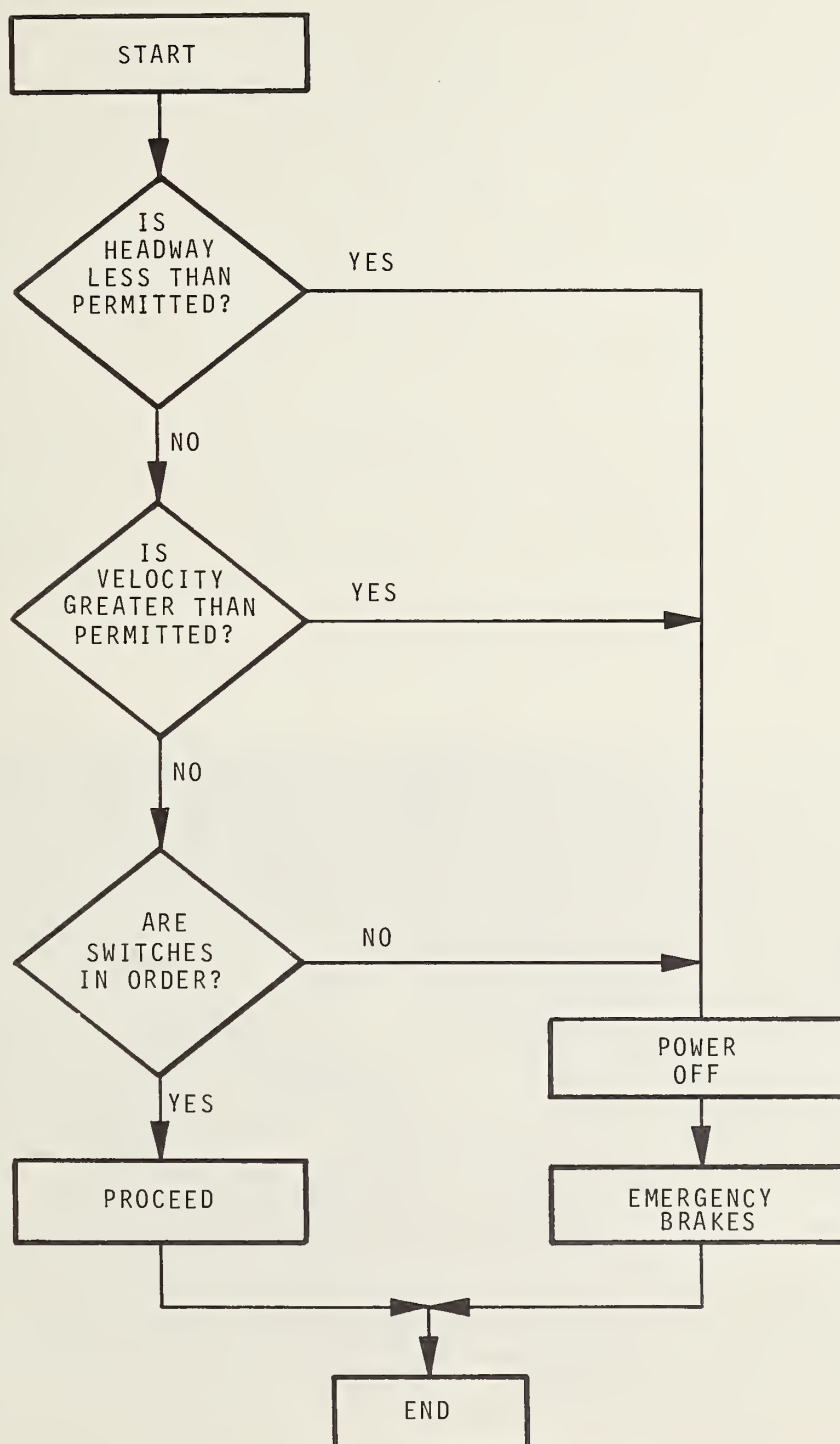 START
IS
HEADWAY
LESS THAN
PERMITTED?
YES
NO
IS
VELOCITY
GREATER THAN
PERMITTED?
YES
NO
ARE
SWITCHES
IN ORDER?
NO
YES
POWER
OFF
PROCEED
EMERGENCY
BRAKES
END